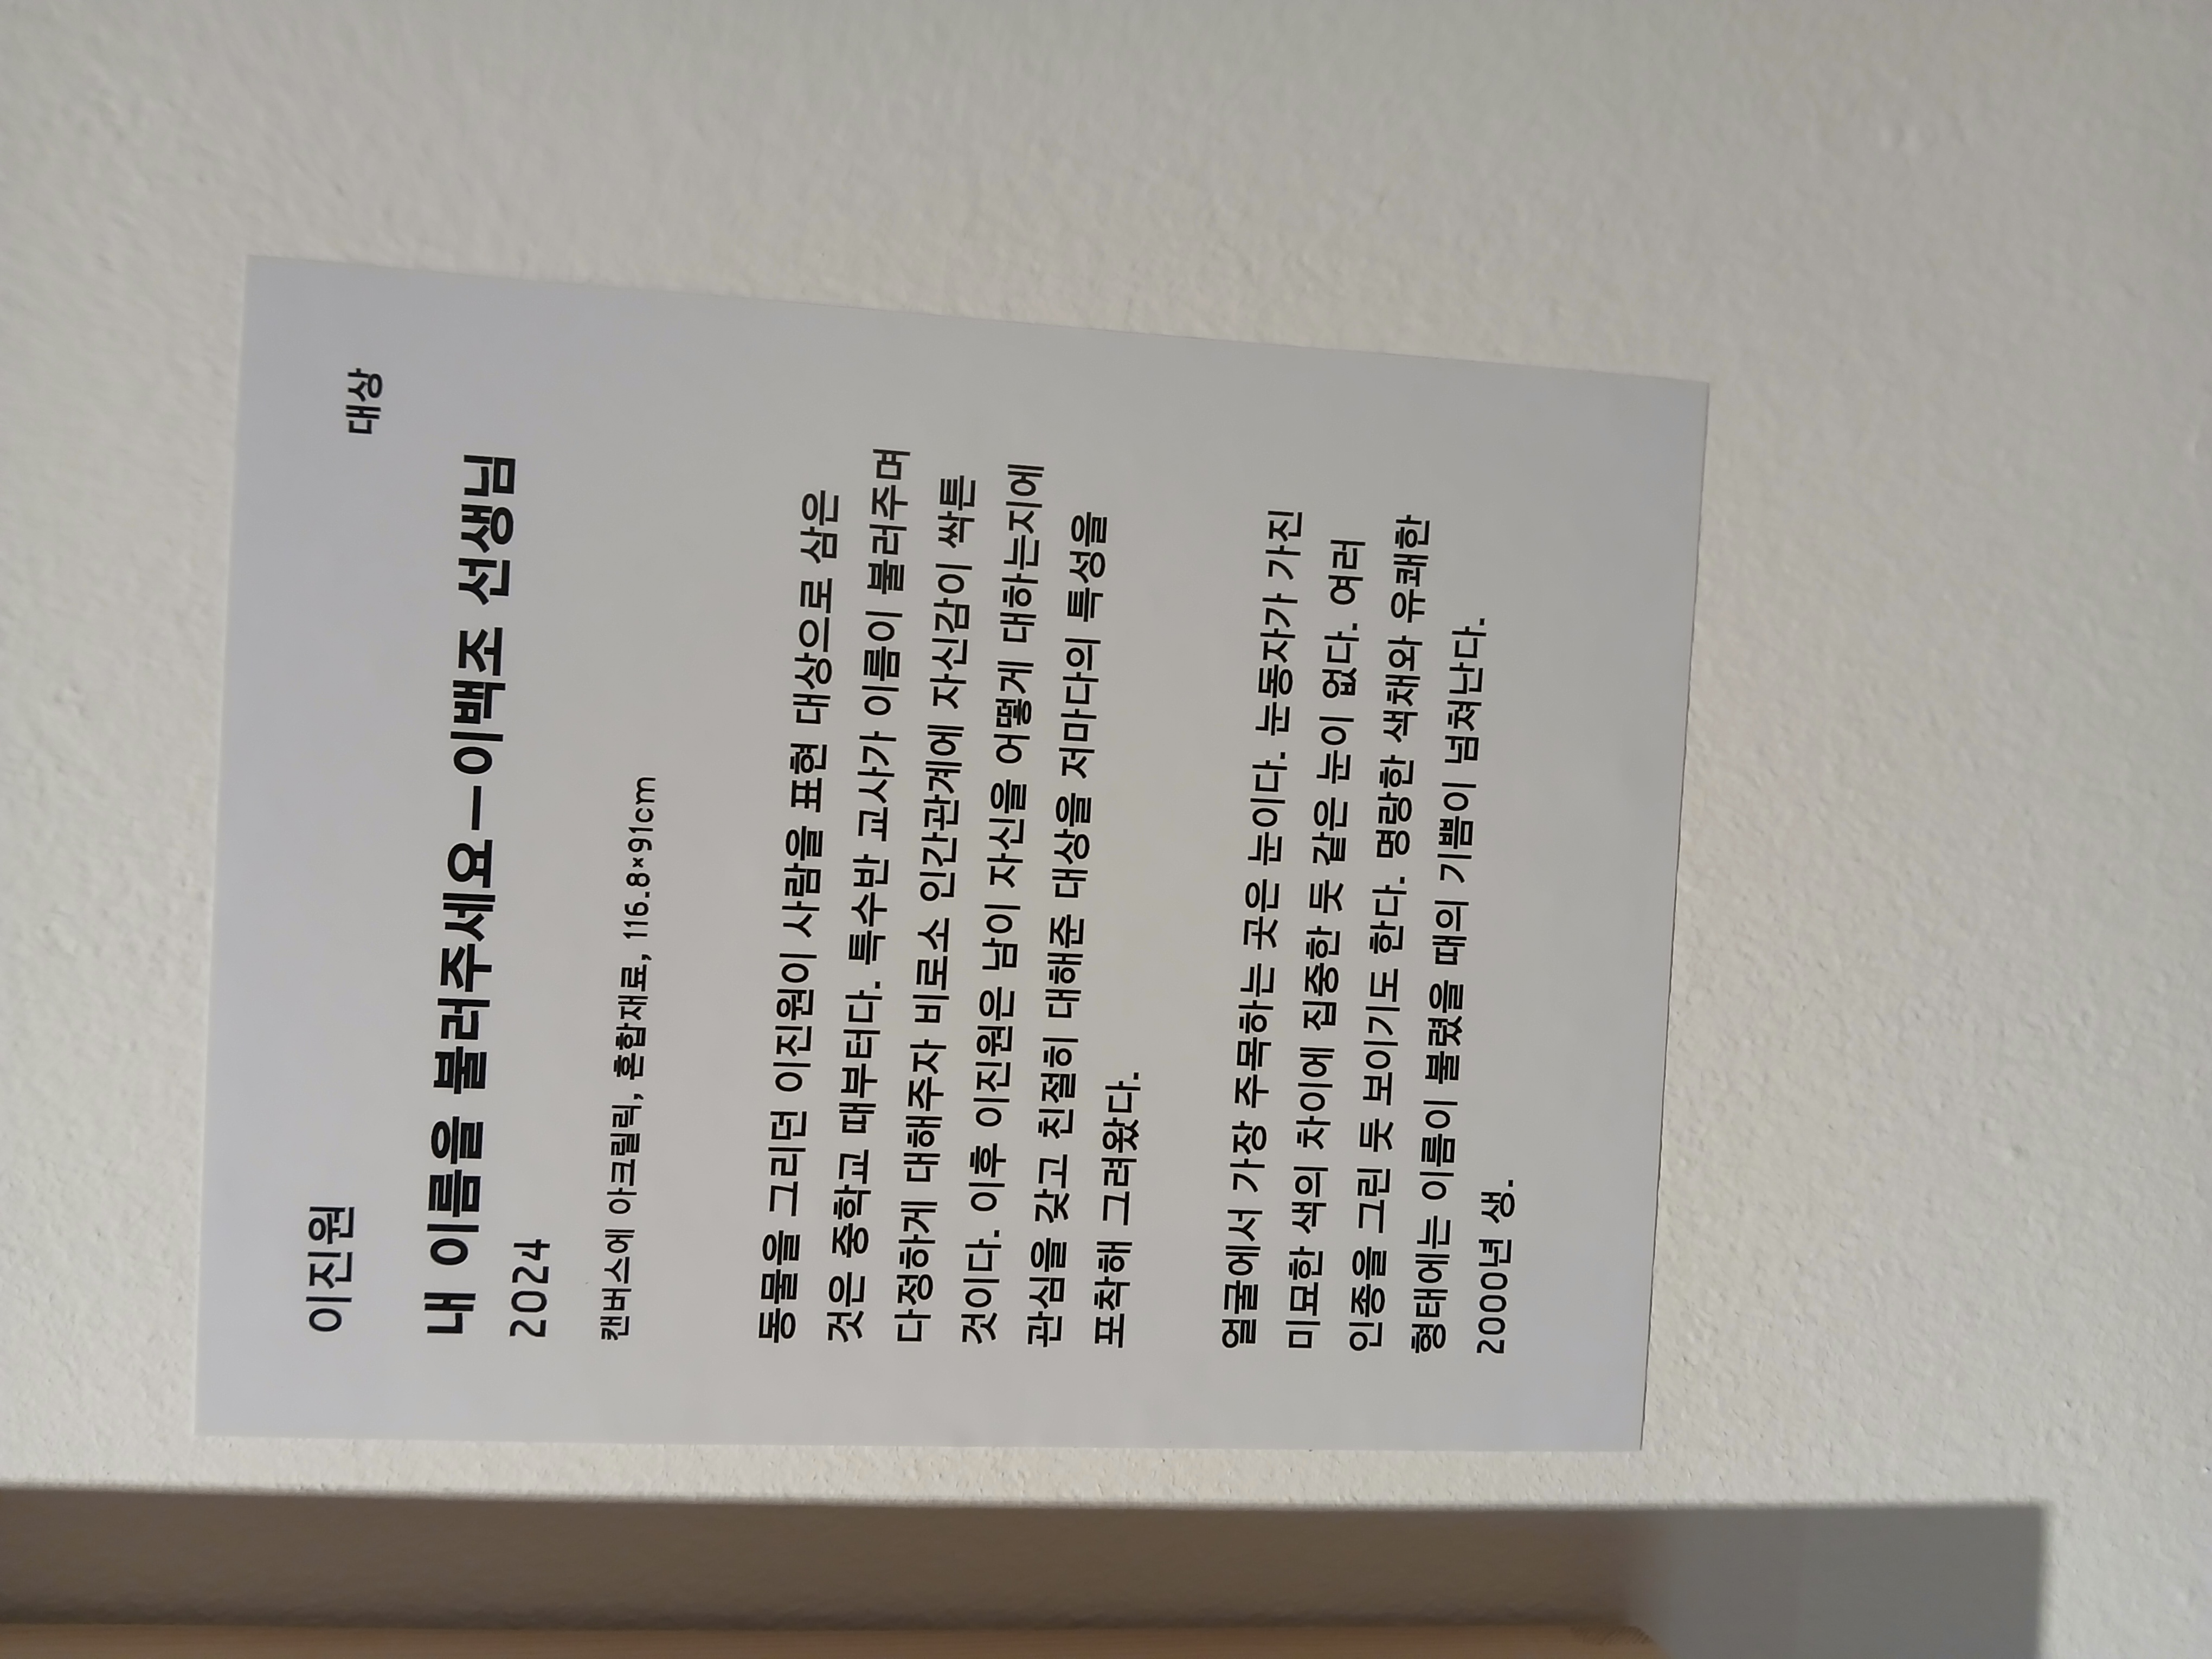 이진원
대상
내 이름을 불러주세요—이백조 선생님
2024
캔버스에 아크릴릭, 혼합재료, 116.8×91cm
동물을 그리던 이진원이 사람을 표현 대상으로 삼은
것은 중학교 때부터다. 특수반 교사가 이름이 불러주며
다정하게 대해주자 비로소 인간관계에 자신감이 싹튼
것이다. 이후 이진원은 남이 자신을 어떻게 대하는지에
관심을 갖고 친절히 대해준 대상을 저마다의 특성을
포착해 그려왔다.
얼굴에서 가장 주목하는 곳은 눈이다. 눈동자가 가진
미묘한 색의 차이에 집중한 듯 같은 눈이 없다. 여러
인종을 그린 듯 보이기도 한다. 명랑한 색채와 유쾌한
형태에는 이름이 불렸을 때의 기쁨이 넘쳐난다.
2000년 생.